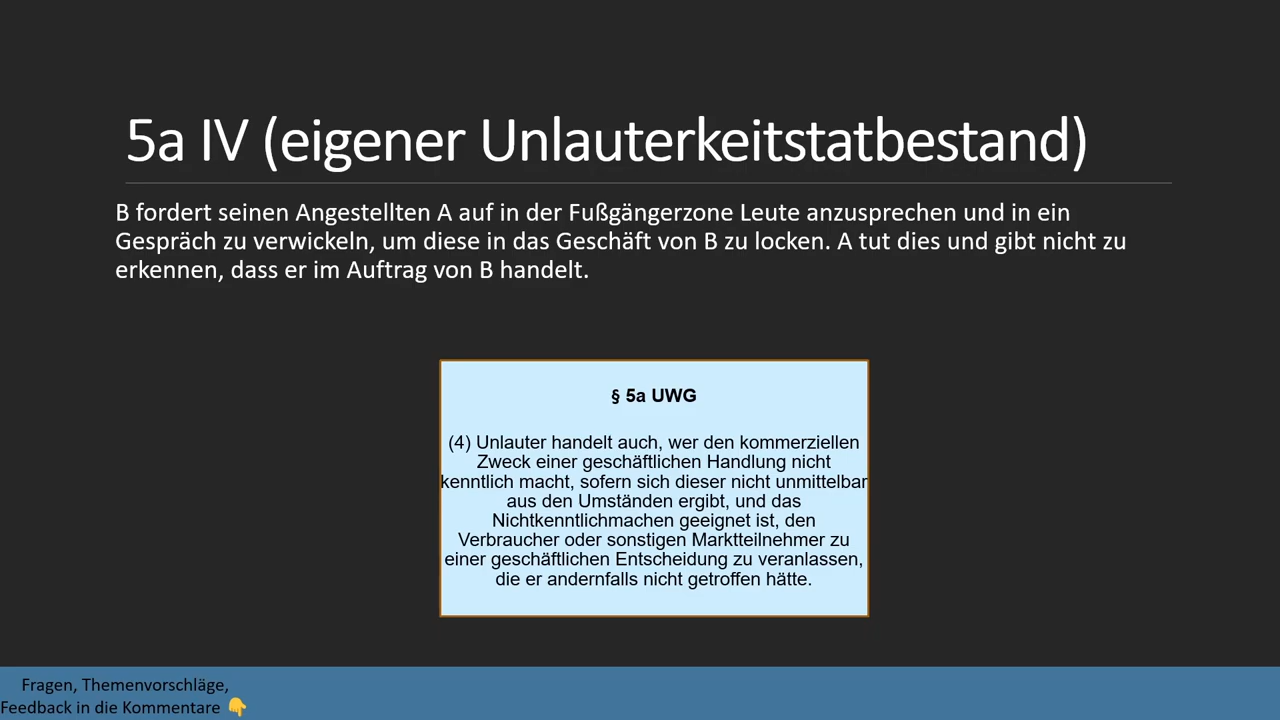 5a IV (eigener Unlauterkeitstatbestand)
B fordert seinen Angestellten A auf in der Fußgängerzone Leute anzusprechen und in ein
Gespräch zu verwickeln, um diese in das Geschäft von B zu locken. A tut dies und gibt nicht zu
erkennen, dass er im Auftrag von B handelt.
§ 5a UWG
(4) Unlauter handelt auch, wer den kommerziellen
Zweck einer geschäftlichen Handlung nicht
kenntlich macht, sofern sich dieser nicht unmittelbar
aus den Umständen ergibt, und das
Nichtkenntlichmachen geeignet ist, den
Verbraucher oder sonstigen Marktteilnehmer zu
einer geschäftlichen Entscheidung zu veranlassen,
die er andernfalls nicht getroffen hätte.
Fragen, Themenvorschläge,
Feedback in die Kommentare 👇